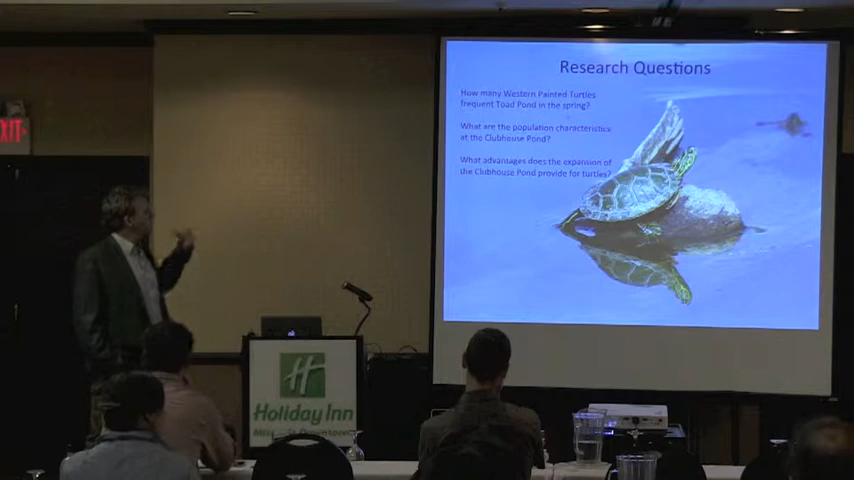 Research Questions
How many Western Painted Turtles
frequent Toad Pond in the spring?
What are the population characteristics
at the Clubhouse Pond?
What advantages does the expansion of
the Clubhouse Pond provide for turtles?
EXIT
H
Holiday Inn